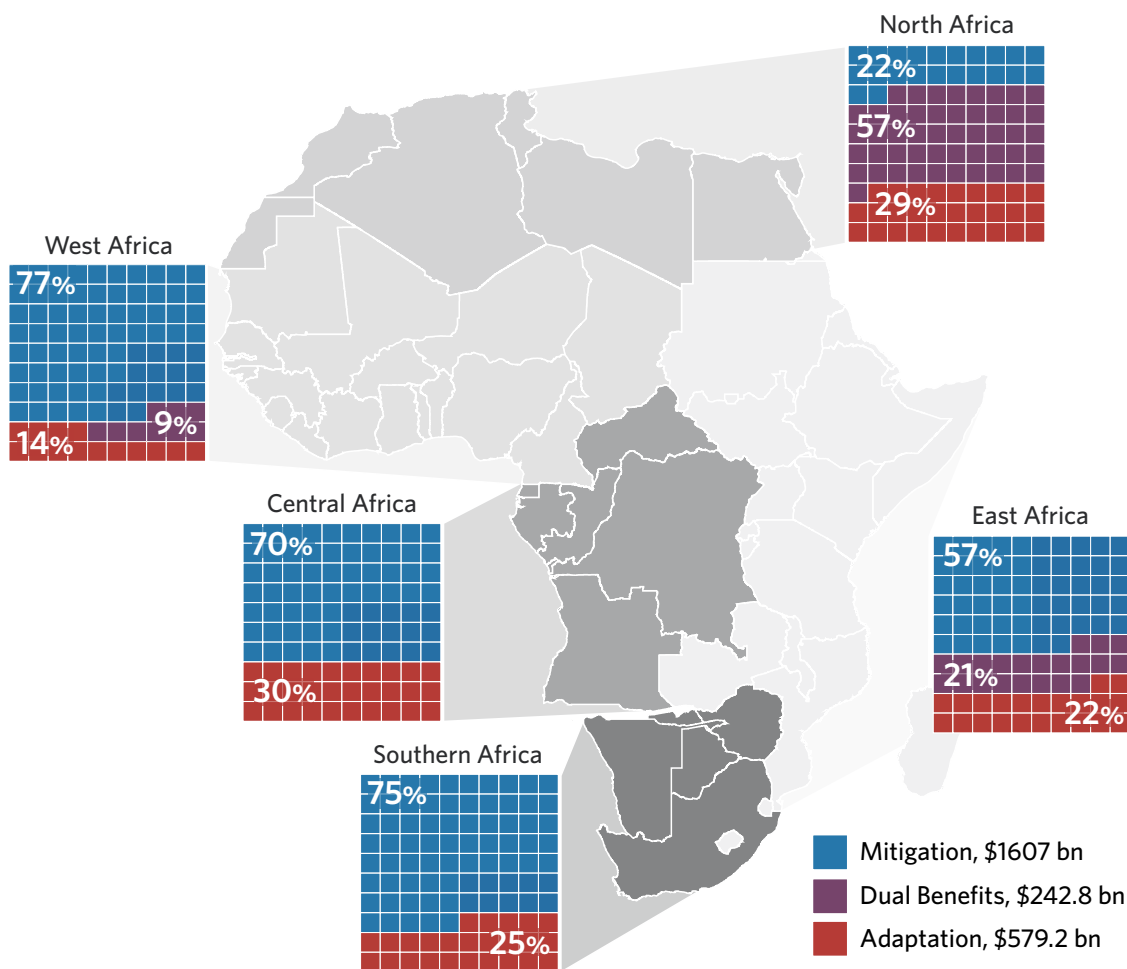 North Africa
22%
57%
29%
West Africa
77%
9%
14%
Central Africa
70%
30%
East Africa
57%
21%
22%
Southern Africa
75%
25%
Mitigation, $1607 bn
Dual Benefits, $242.8 bn
Adaptation, $579.2 bn